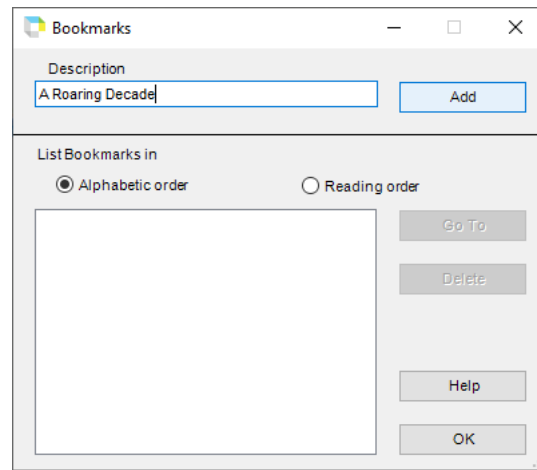 Bookmarks
Description
A Roaring Decade
Add
List Bookmarks in
Alphabetic order
Reading order
Go To
Delete
Help
OK